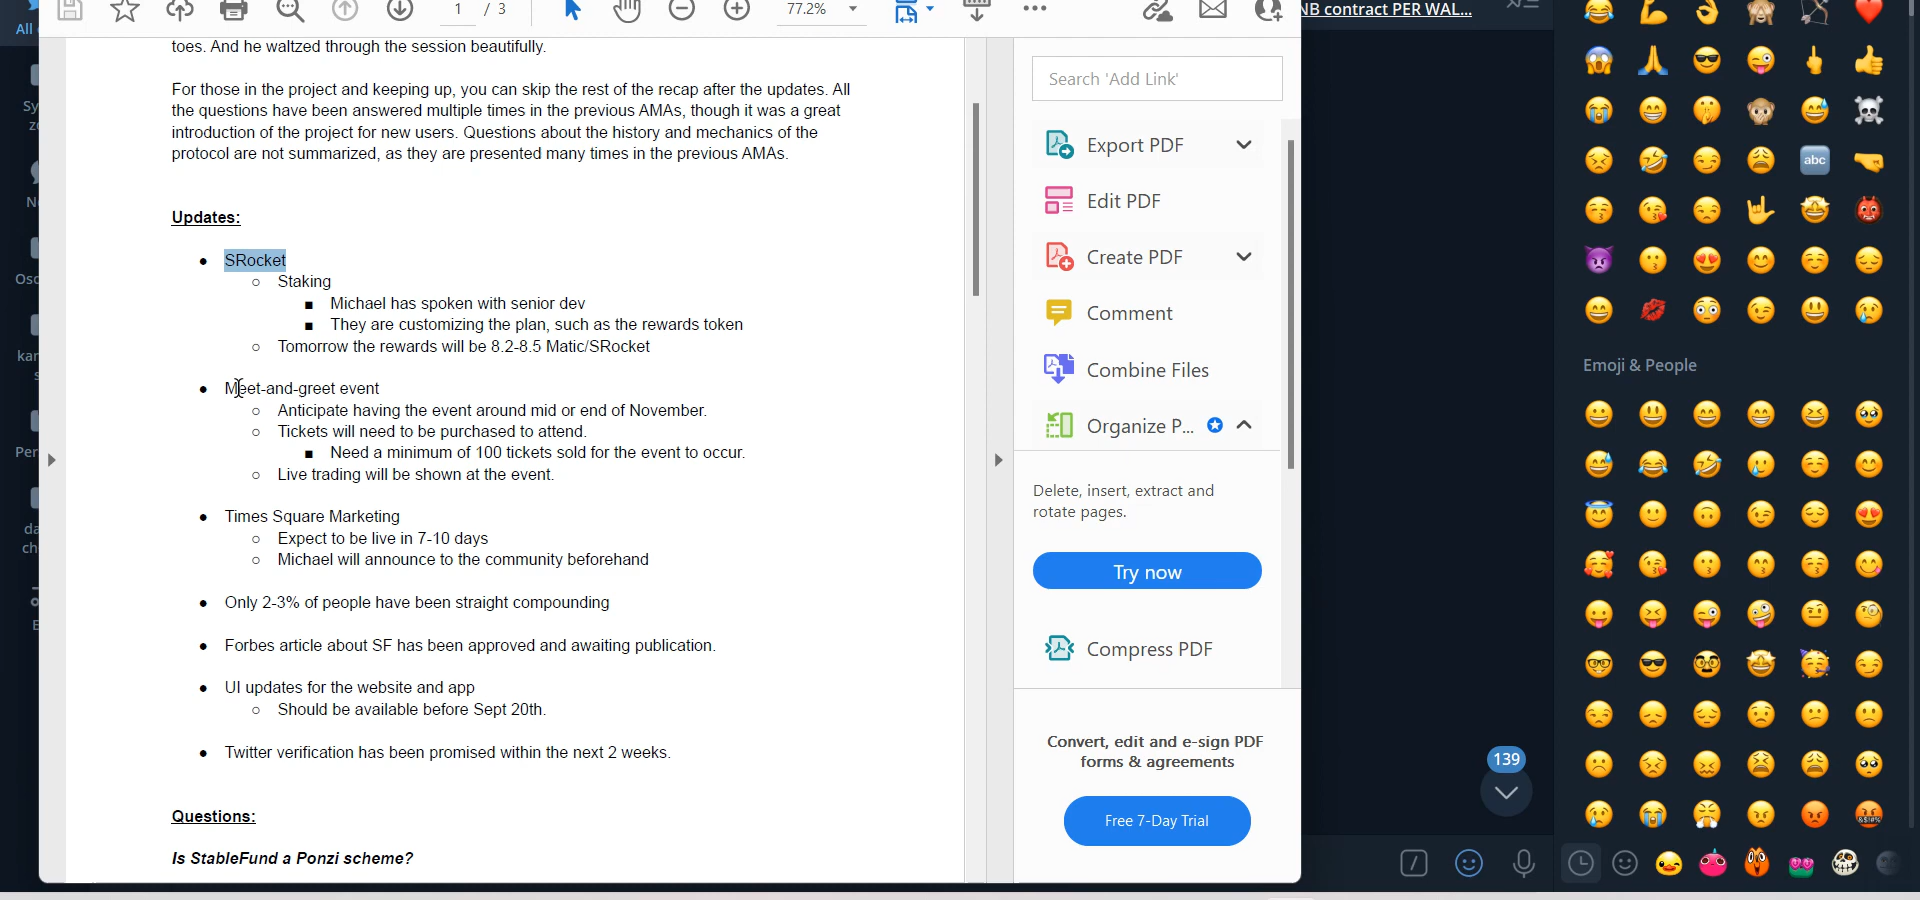 All
1 / 3
77.2%
NB contract PER WAL...
toes. And he waltzed through the session beautifully.
For those in the project and keeping up, you can skip the rest of the recap after the updates. All
the questions have been answered multiple times in the previous AMAs, though it was a great
introduction of the project for new users. Questions about the history and mechanics of the
protocol are not summarized, as they are presented many times in the previous AMAs.
Updates:
• SRocket
○ Staking
■ Michael has spoken with senior dev
■ They are customizing the plan, such as the rewards token
○ Tomorrow the rewards will be 8.2-8.5 Matic/SRocket
• Meet-and-greet event
○ Anticipate having the event around mid or end of November.
○ Tickets will need to be purchased to attend.
■ Need a minimum of 100 tickets sold for the event to occur.
○ Live trading will be shown at the event.
• Times Square Marketing
○ Expect to be live in 7-10 days
○ Michael will announce to the community beforehand
• Only 2-3% of people have been straight compounding
• Forbes article about SF has been approved and awaiting publication.
• UI updates for the website and app
○ Should be available before Sept 20th.
• Twitter verification has been promised within the next 2 weeks.
Questions:
Is StableFund a Ponzi scheme?
Search 'Add Link'
Export PDF
Edit PDF
Create PDF
Comment
Combine Files
Organize P...
Delete, insert, extract and
rotate pages.
Try now
Compress PDF
Convert, edit and e-sign PDF
forms & agreements
Free 7-Day Trial
139
abc
Emoji & People